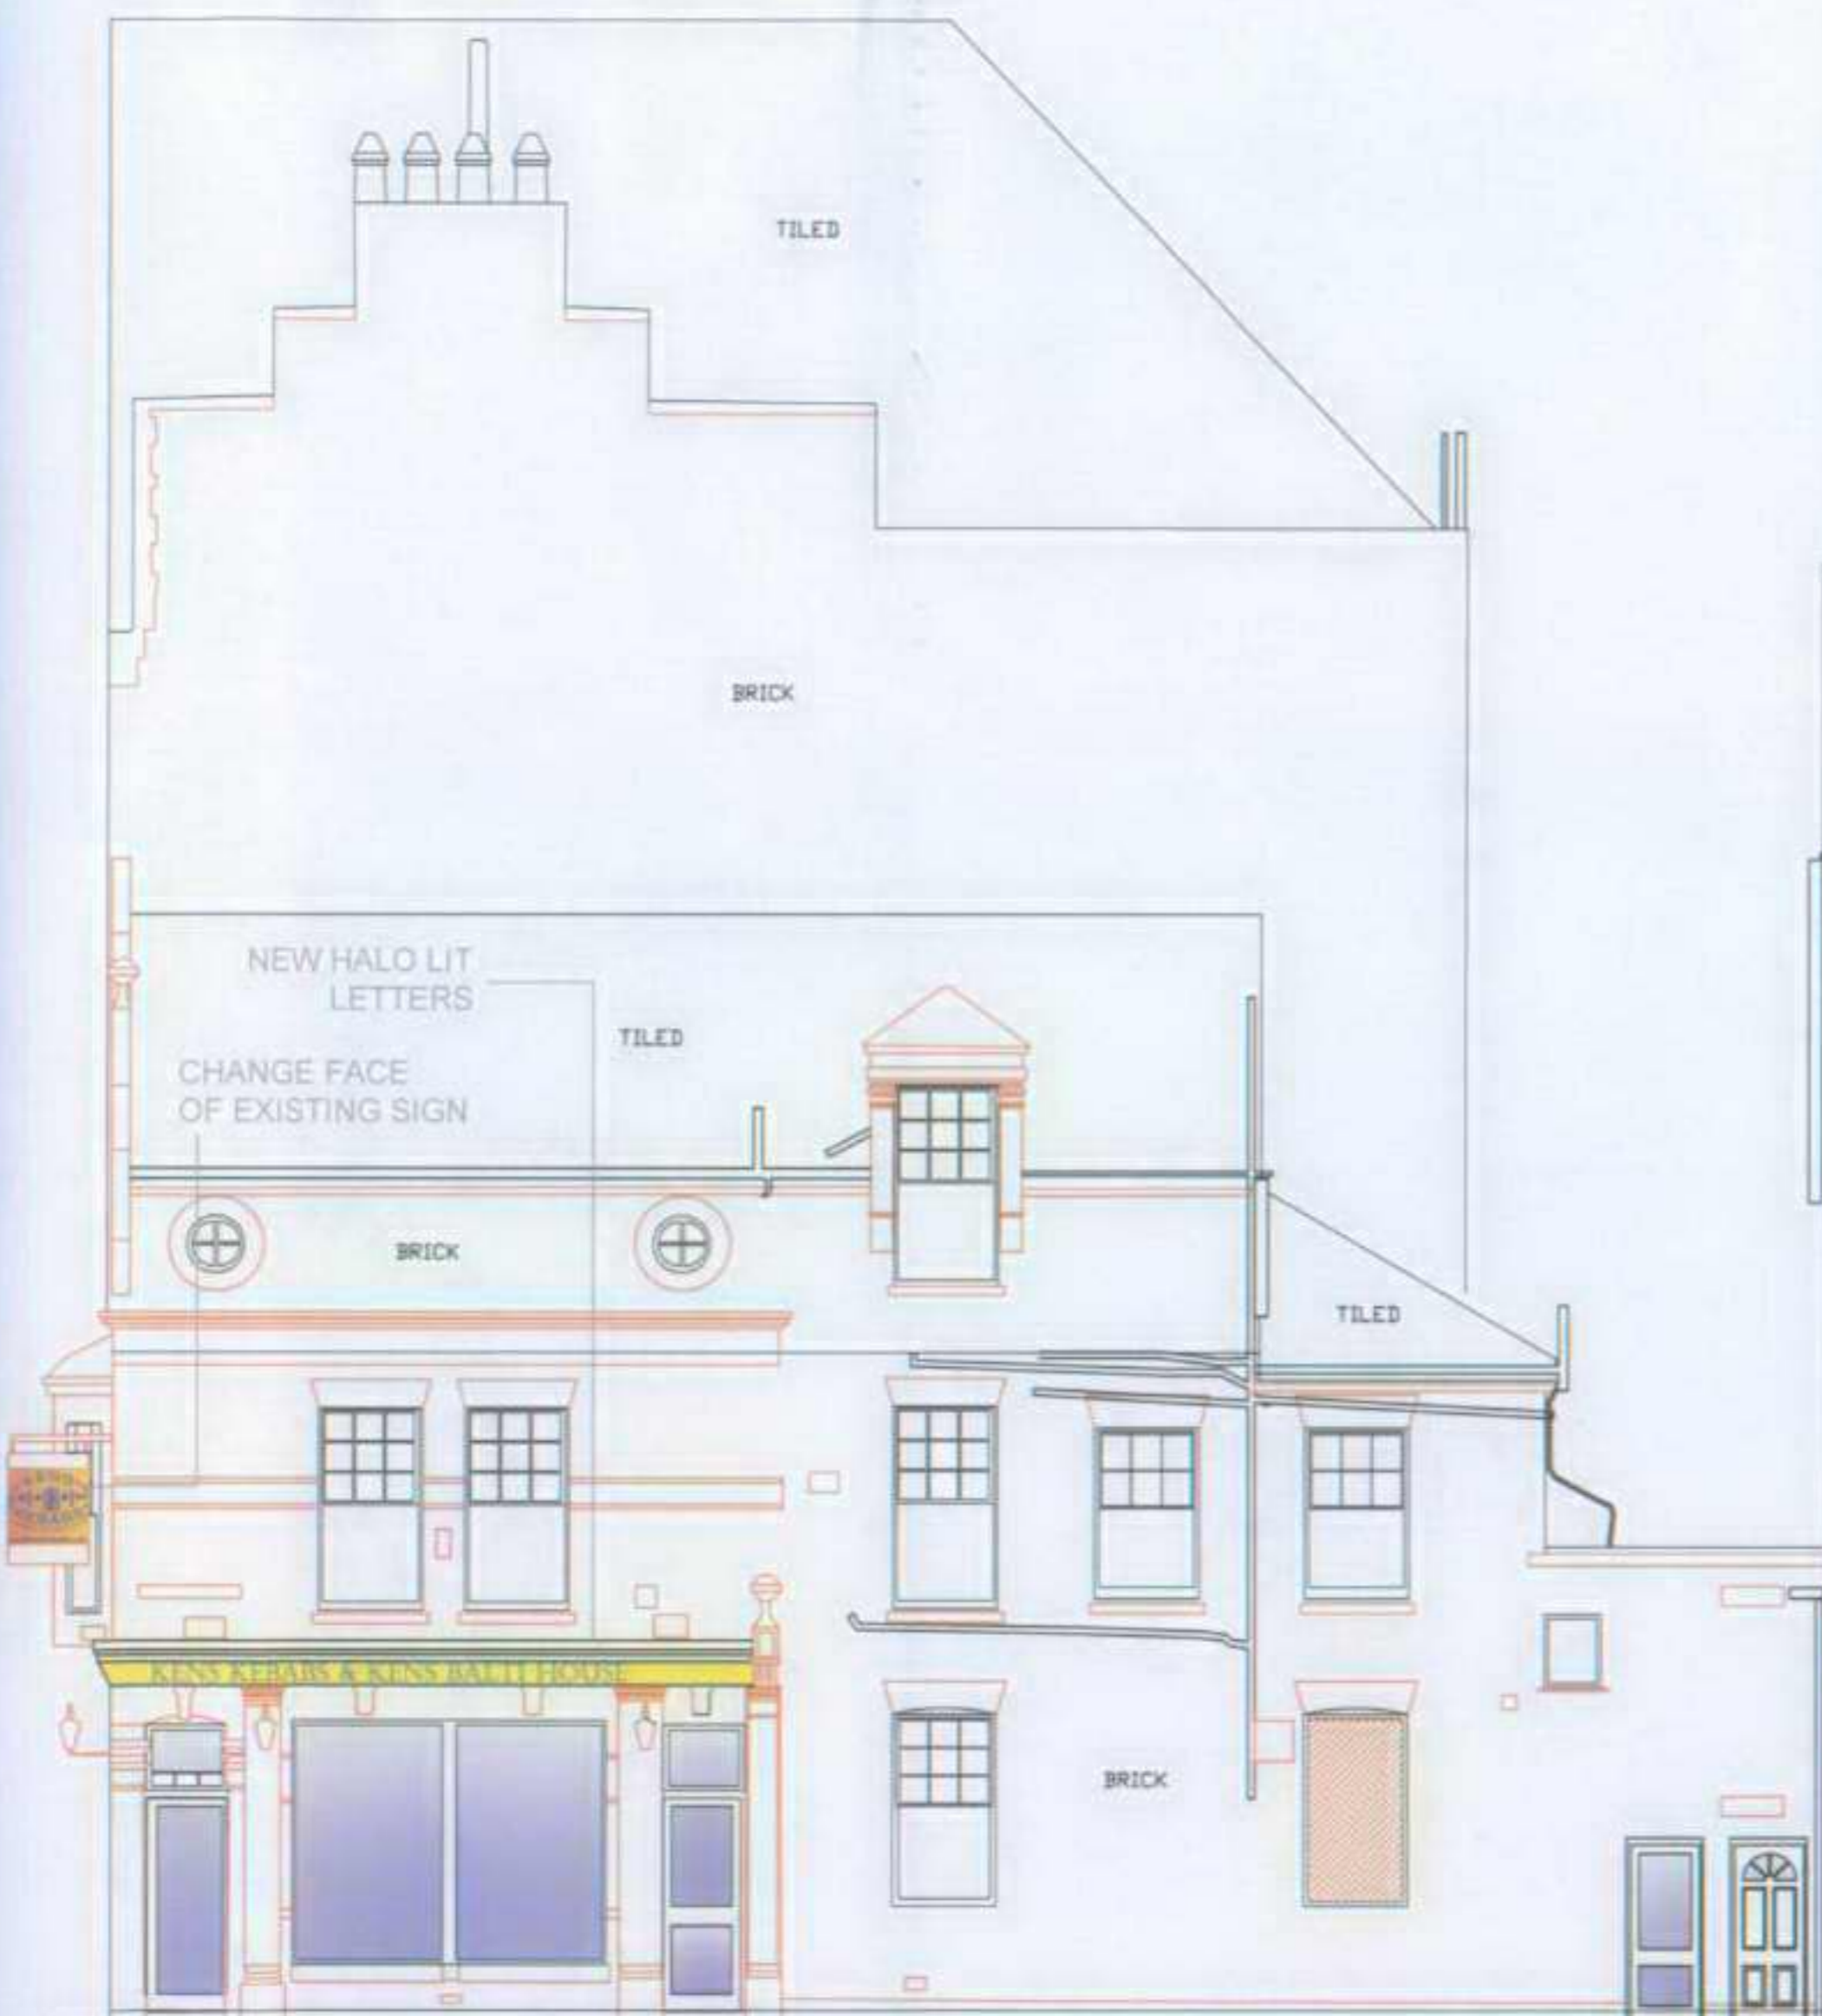 TILED
BRICK
NEW HALO LIT
LETTERS
TILED
CHANGE FACE
OF EXISTING SIGN
BRICK
TILED
KENS KEBABS & KENS BALTI HOUSE
BRICK